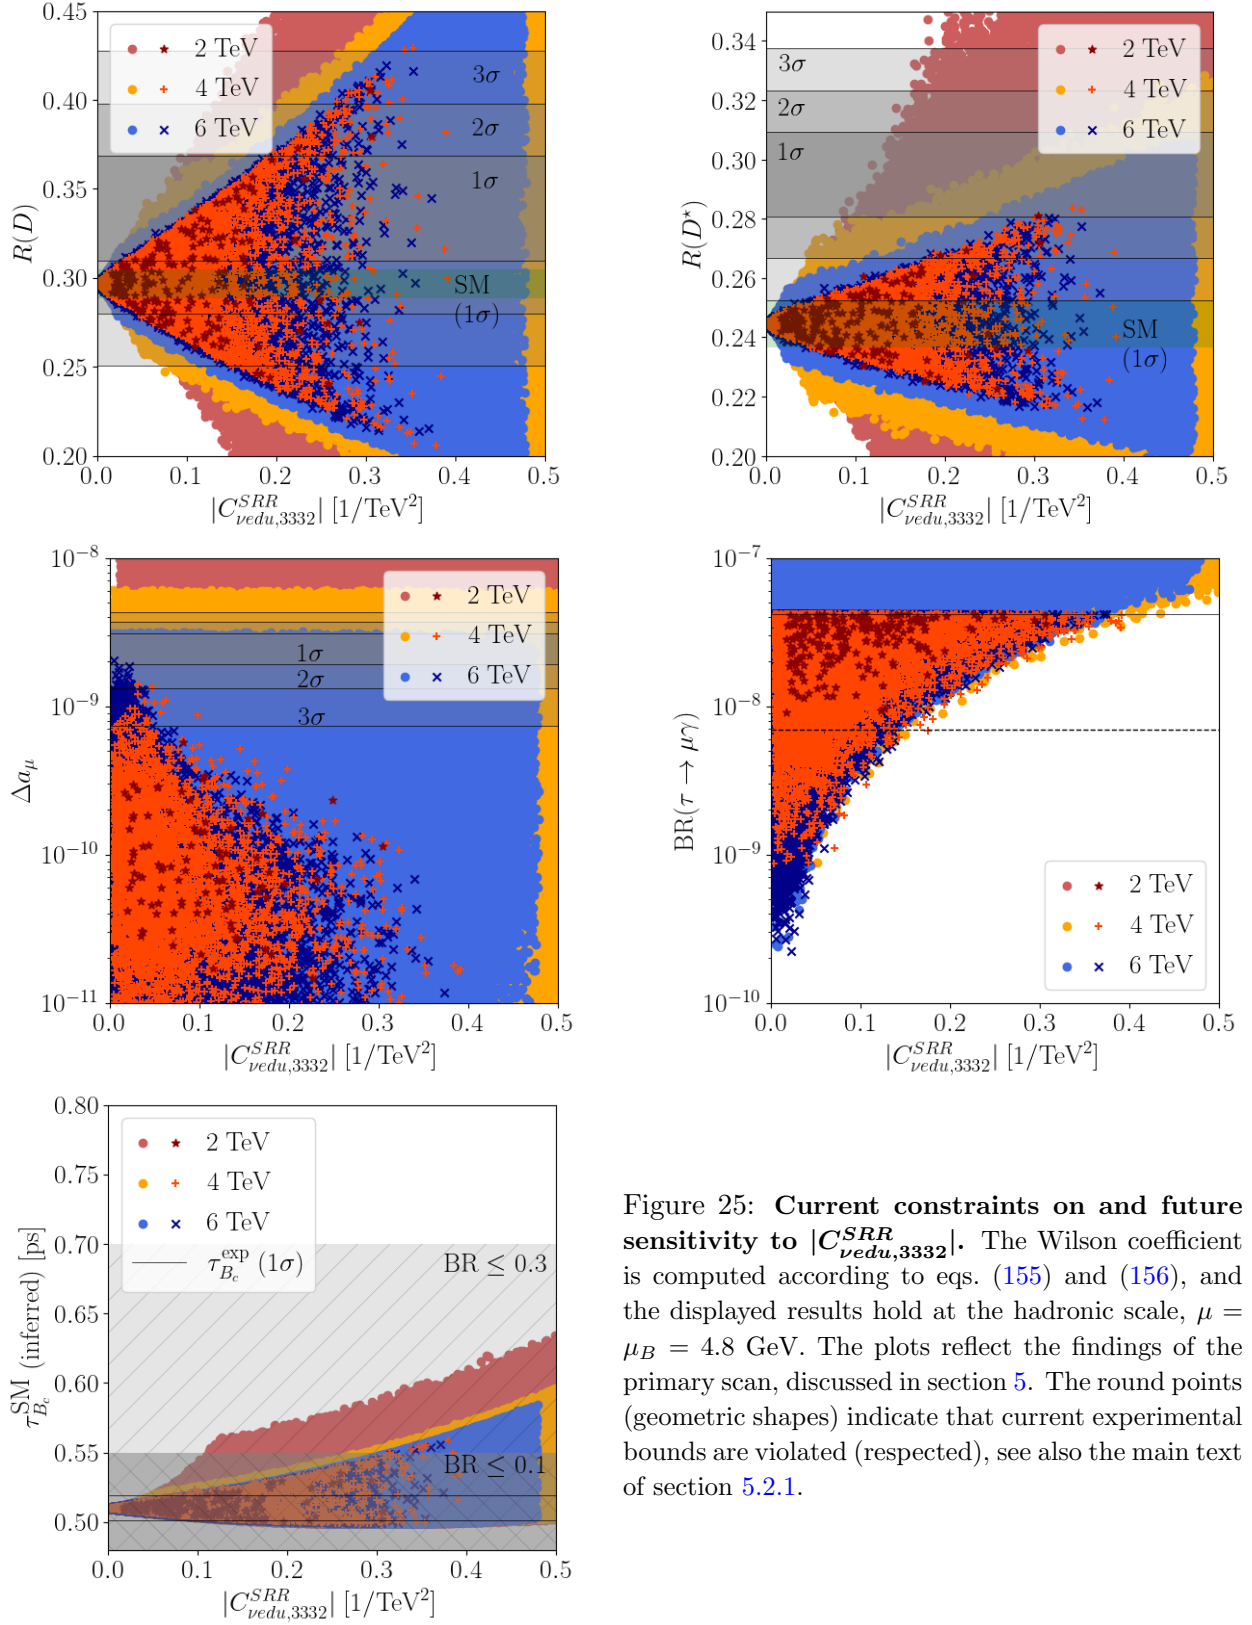 0.45
0.40
0.35
0.30
0.25
0.20
R(D)
2 TeV
4 TeV
6 TeV
3σ
2σ
1σ
SM
(1σ)
0.0 0.1 0.2 0.3 0.4 0.5
|C^{SRR}_{νedu,3332}| [1/TeV²]
0.34
0.32
0.30
0.28
0.26
0.24
0.22
0.20
R(D*)
3σ
2σ
1σ
2 TeV
4 TeV
6 TeV
SM
(1σ)
0.0 0.1 0.2 0.3 0.4 0.5
|C^{SRR}_{νedu,3332}| [1/TeV²]
10⁻⁸
10⁻⁹
10⁻¹⁰
10⁻¹¹
Δa_μ
2 TeV
4 TeV
6 TeV
1σ
2σ
3σ
0.0 0.1 0.2 0.3 0.4 0.5
|C^{SRR}_{νedu,3332}| [1/TeV²]
10⁻⁷
10⁻⁸
10⁻⁹
10⁻¹⁰
BR(τ → μγ)
2 TeV
4 TeV
6 TeV
0.0 0.1 0.2 0.3 0.4 0.5
|C^{SRR}_{νedu,3332}| [1/TeV²]
0.80
0.75
0.70
0.65
0.60
0.55
0.50
τ^{SM}_{B_c} (inferred) [ps]
2 TeV
4 TeV
6 TeV
τ^{exp}_{B_c} (1σ)
BR ≤ 0.3
BR ≤ 0.1
0.0 0.1 0.2 0.3 0.4 0.5
|C^{SRR}_{νedu,3332}| [1/TeV²]
Figure 25: Current constraints on and future
sensitivity to |C^{SRR}_{νedu,3332}|. The Wilson coefficient
is computed according to eqs. (155) and (156), and
the displayed results hold at the hadronic scale, μ =
μ_B = 4.8 GeV. The plots reflect the findings of the
primary scan, discussed in section 5. The round points
(geometric shapes) indicate that current experimental
bounds are violated (respected), see also the main text
of section 5.2.1.